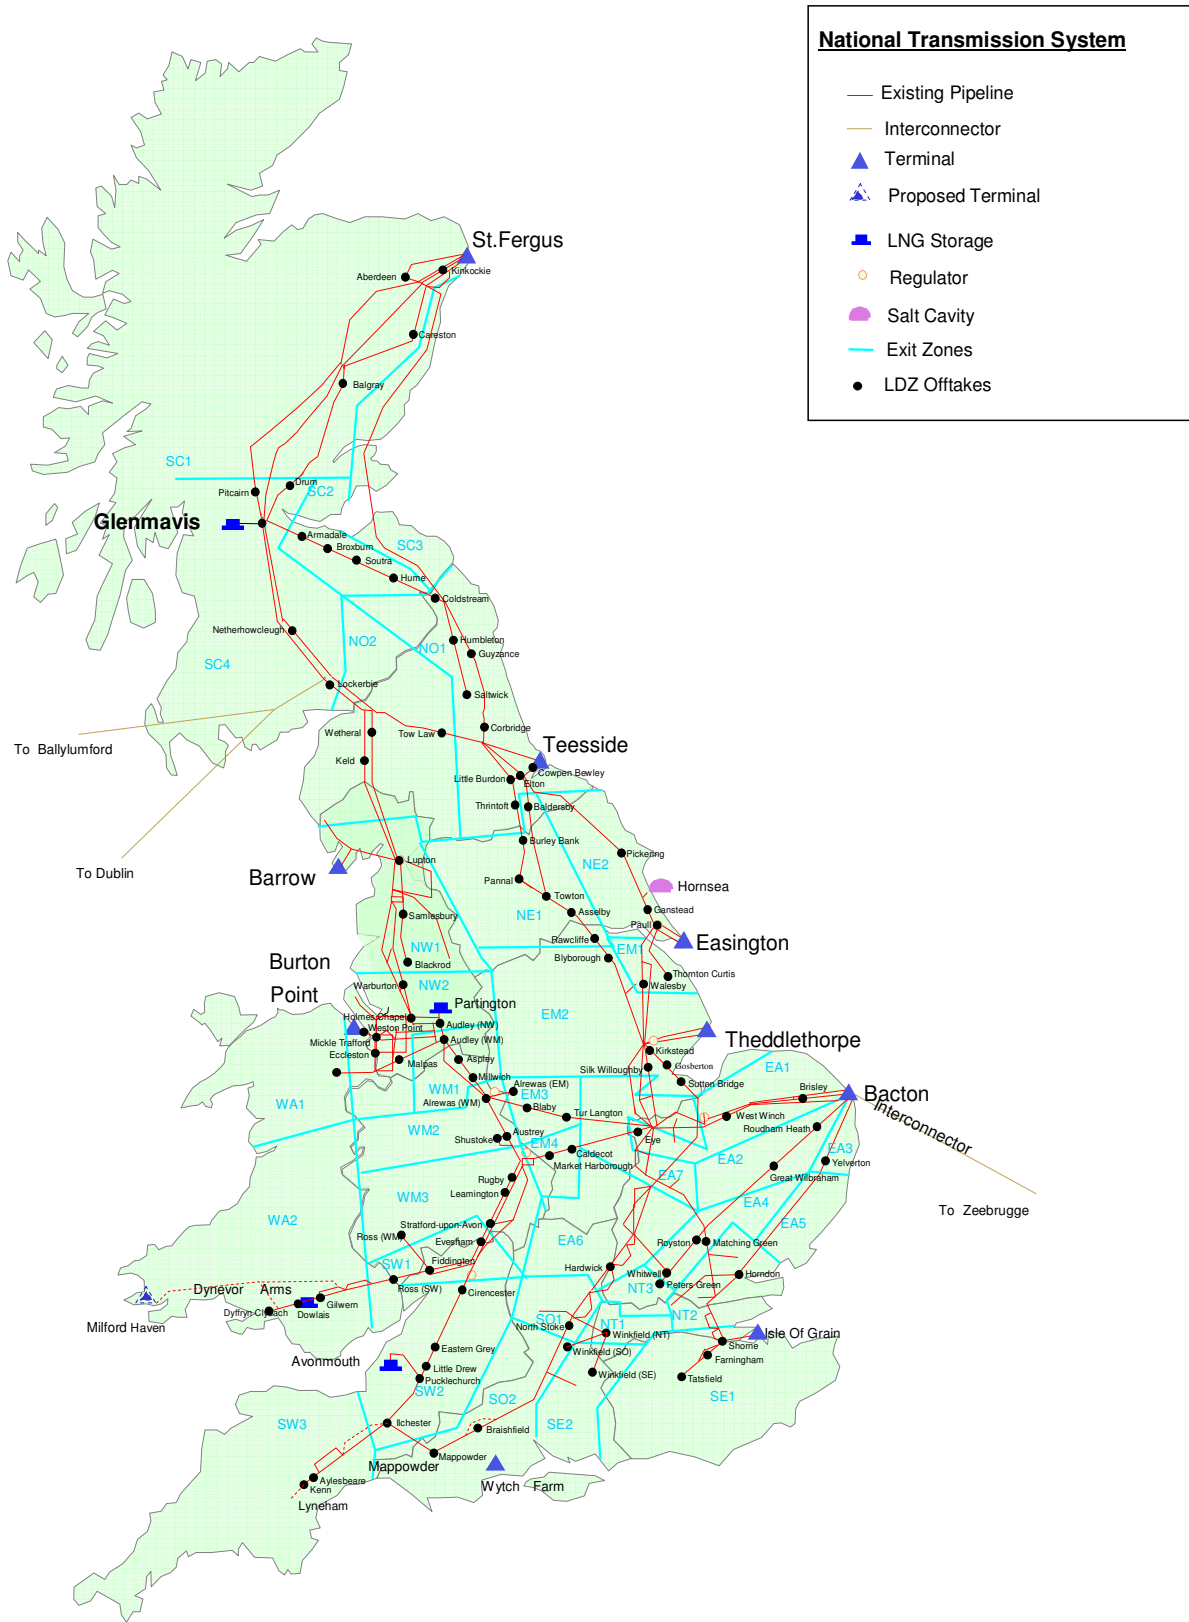 National Transmission System
Existing Pipeline
Interconnector
Terminal
Proposed Terminal
LNG Storage
Regulator
Salt Cavity
Exit Zones
LDZ Offtakes
St.Fergus
Kinkockie
Aberdeen
Careston
Balgray
SC1
Drum
SC2
Pitcairn
Glenmavis
Armadale
Broxburn
SC3
Soutra
Hume
Coldstream
Netherhowcleugh
NO2
NO1
Humbleton
Guyzance
SC4
Lockerbie
Saltwick
Corbridge
Wetheral
Tow Law
To Ballylumford
Teesside
Keld
Cowpen Bewley
Little Burdon
Elton
Thrintoft
Baldersby
Burley Bank
Pickering
NE2
To Dublin
Barrow
Lupton
Pannal
Hornsea
Towton
Samlesbury
NE1
Asselby
Ganstead
Paull
Rawcliffe
Easington
NW1
EM1
Blyborough
Burton
Point
Blackrod
Thornton Curtis
Warburton
NW2
Walesby
Partington
Holmes Chapel
EM2
Weston Point
Audley (NW)
Mickle Trafford
Audley (WM)
Theddlethorpe
Eccleston
Kirkstead
Malpas
Aspley
Silk Willoughby
Gosberton
EA1
Millwich
Sutton Bridge
WM1
Alrewas (EM)
EM3
Brisley
Bacton
WA1
Alrewas (WM)
Blaby
Interconnector
Tur Langton
West Winch
Roudham Heath
WM2
Shustoke
Austrey
EM4
Eye
Caldecot
EA3
Market Harborough
EA2
Yelverton
Rugby
EA7
Great Wilbraham
Leamington
WM3
EA4
To Zeebrugge
WA2
Stratford-upon-Avon
EA5
Ross (WM)
Evesham
EA6
Royston
Matching Green
SW1
Fiddington
Hardwick
Whitwell
Horndon
Dynevor Arms
Ross (SW)
Cirencester
NT3
Peters Green
Gilwern
Dowlais
Dyffryn Clydach
Milford Haven
SO1
NT1
NT2
North Stoke
Winkfield (NT)
Isle Of Grain
Eastern Grey
Winkfield (SO)
Shorne
Avonmouth
Little Drew
Farningham
Pucklechurch
Winkfield (SE)
Tatsfield
SW2
SO2
SE1
SW3
Ilchester
Braishfield
SE2
Mappowder
Mappowder
Aylesbeare
Kenn
Wytch Farm
Lyneham